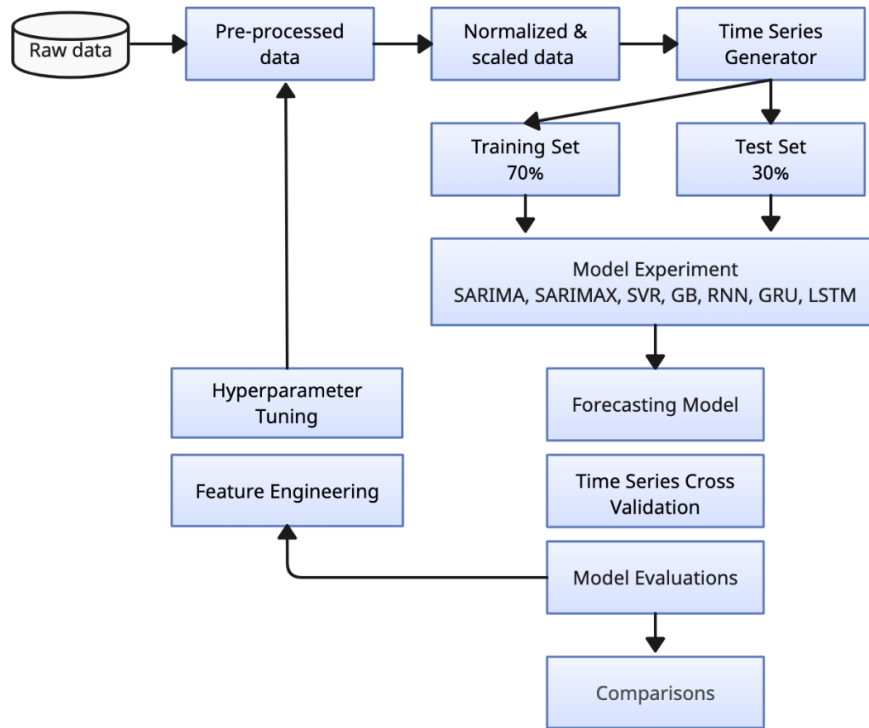 Raw data
Pre-processed
data
Normalized &
scaled data
Time Series
Generator
Training Set
70%
Test Set
30%
Model Experiment
SARIMA, SARIMAX, SVR, GB, RNN, GRU, LSTM
Hyperparameter
Tuning
Forecasting Model
Feature Engineering
Time Series Cross
Validation
Model Evaluations
Comparisons